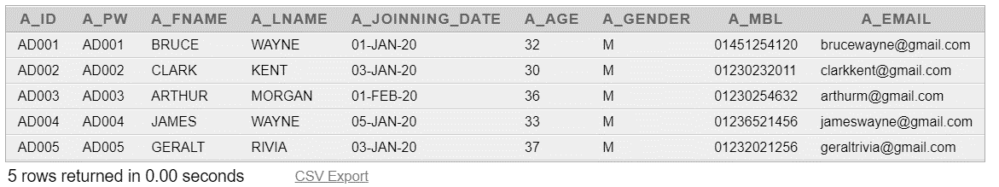 A_ID A_PW A_FNAME A_LNAME A_JOINNING_DATE A_AGE A_GENDER A_MBL A_EMAIL
AD001 AD001 BRUCE WAYNE 01-JAN-20 32 M 01451254120 brucewayne@gmail.com
AD002 AD002 CLARK KENT 03-JAN-20 30 M 01230232011 clarkkent@gmail.com
AD003 AD003 ARTHUR MORGAN 01-FEB-20 36 M 01230254632 arthurm@gmail.com
AD004 AD004 JAMES WAYNE 05-JAN-20 33 M 01236521456 jameswayne@gmail.com
AD005 AD005 GERALT RIVIA 03-JAN-20 37 M 01232021256 geraltrivia@gmail.com
5 rows returned in 0.00 seconds CSV Export